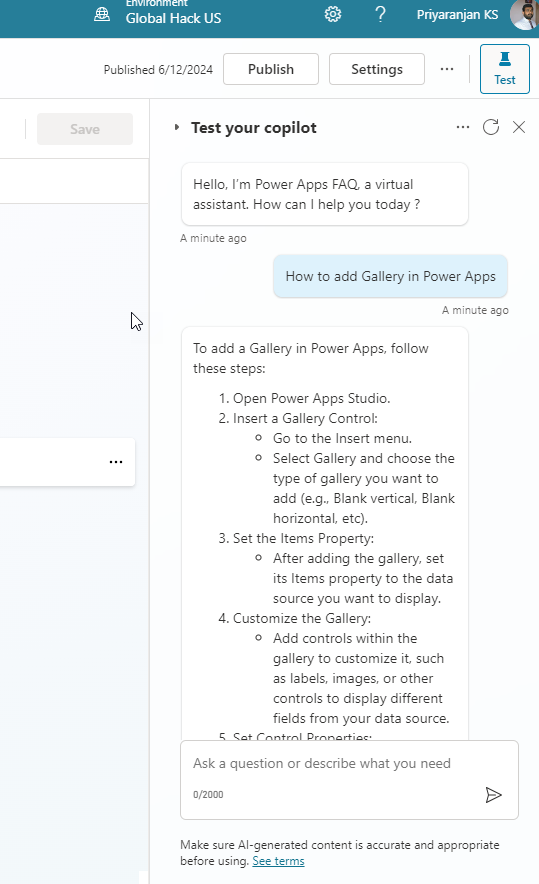 Environment
Global Hack US
?
Priyaranjan KS
Published 6/12/2024
Publish
Settings
...
Test
Save
Test your copilot
...
Hello, I'm Power Apps FAQ, a virtual
assistant. How can I help you today ?
A minute ago
How to add Gallery in Power Apps
A minute ago
To add a Gallery in Power Apps, follow
these steps:
1. Open Power Apps Studio.
2. Insert a Gallery Control:
Go to the Insert menu.
Select Gallery and choose the
type of gallery you want to
add (e.g., Blank vertical, Blank
horizontal, etc).
3. Set the Items Property:
After adding the gallery, set
its Items property to the data
source you want to display.
4. Customize the Gallery:
Add controls within the
gallery to customize it, such
as labels, images, or other
controls to display different
fields from your data source.
5. Set Control Properties:
Ask a question or describe what you need
0/2000
Make sure AI-generated content is accurate and appropriate
before using. See terms